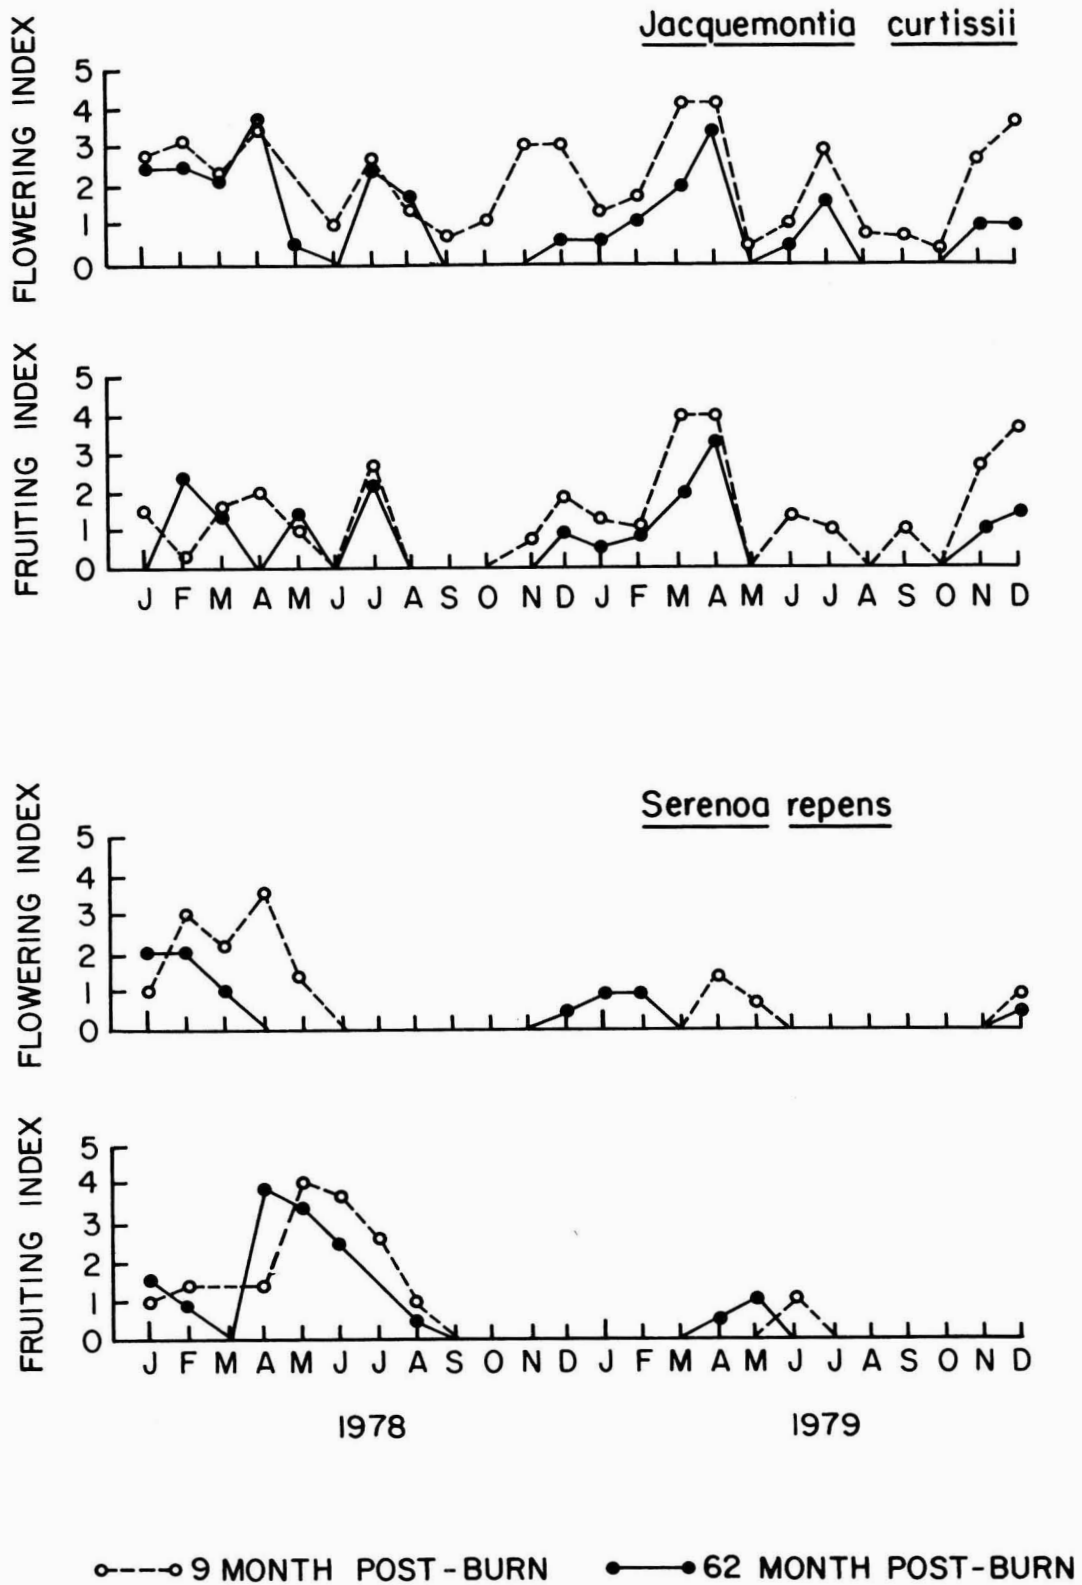 Jacquemontia curtissii
FLOWERING INDEX
5
4
3
2
1
0
FRUITING INDEX
5
4
3
2
1
0
J F M A M J J A S O N D J F M A M J J A S O N D
Serenoa repens
FLOWERING INDEX
5
4
3
2
1
0
FRUITING INDEX
5
4
3
2
1
0
J F M A M J J A S O N D J F M A M J J A S O N D
1978 1979
9 MONTH POST-BURN 62 MONTH POST-BURN